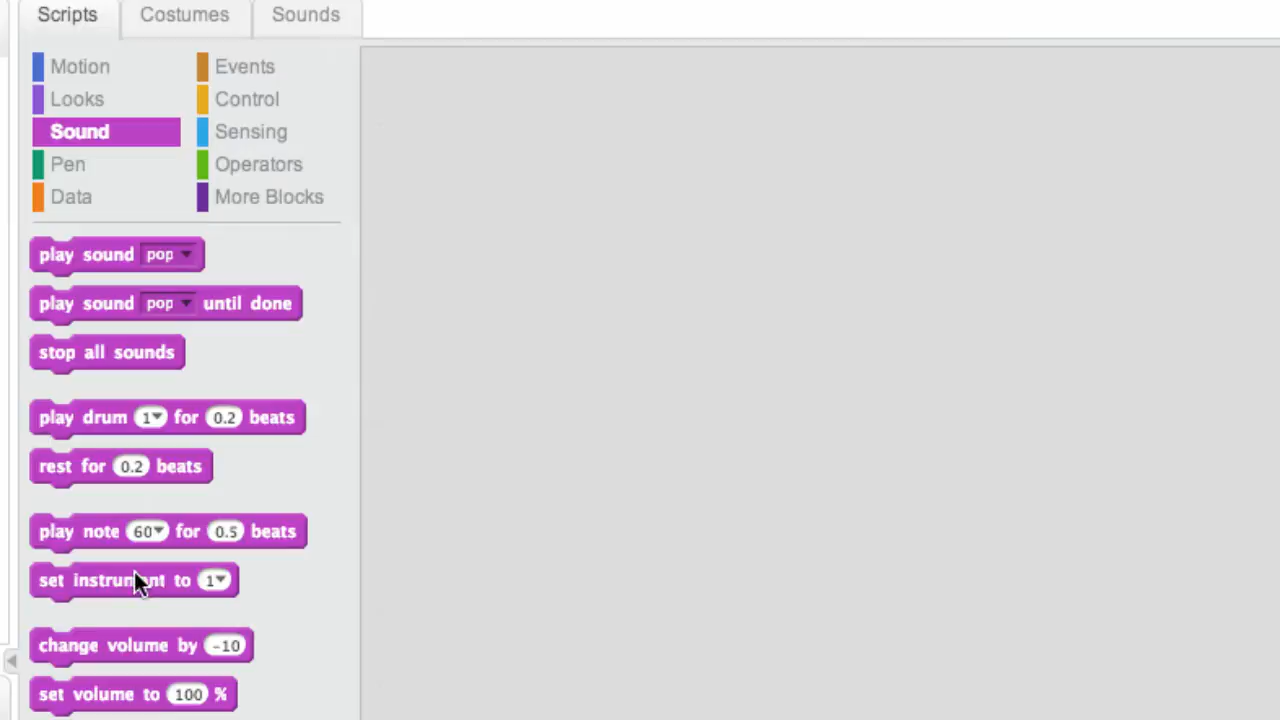 Scripts Costumes Sounds
Motion Events
Looks Control
Sound Sensing
Pen Operators
Data More Blocks
play sound pop
play sound pop until done
stop all sounds
play drum 1 for 0.2 beats
rest for 0.2 beats
play note 60 for 0.5 beats
set instrument to 1
change volume by -10
set volume to 100 %